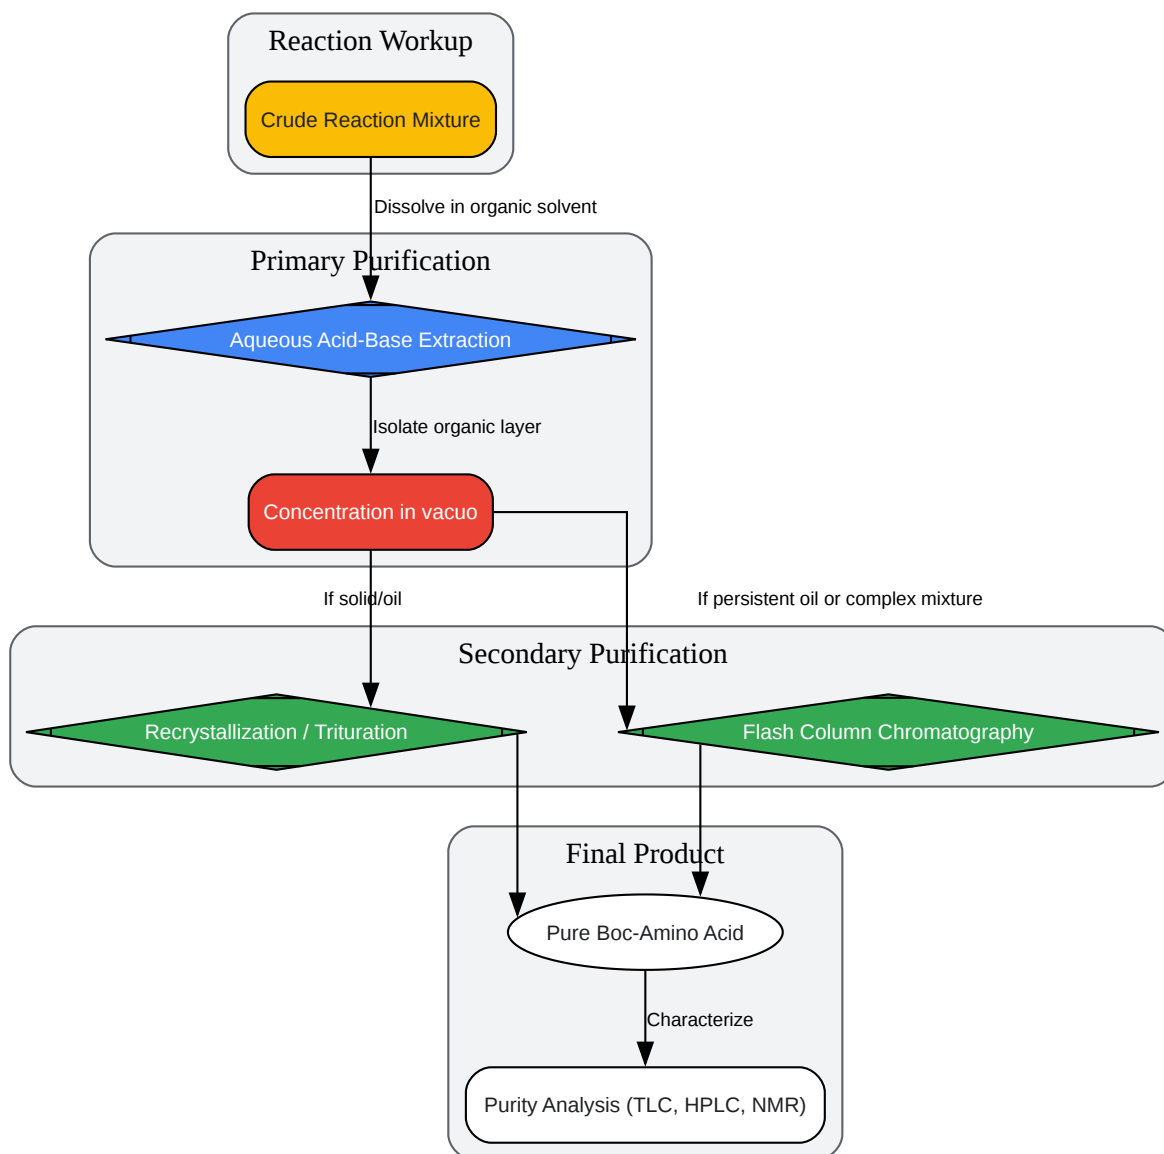 Reaction Workup
Crude Reaction Mixture
Dissolve in organic solvent
Primary Purification
Aqueous Acid-Base Extraction
Isolate organic layer
Concentration in vacuo
If solid/oil
If persistent oil or complex mixture
Secondary Purification
Recrystallization / Trituration
Flash Column Chromatography
Final Product
Pure Boc-Amino Acid
Characterize
Purity Analysis (TLC, HPLC, NMR)